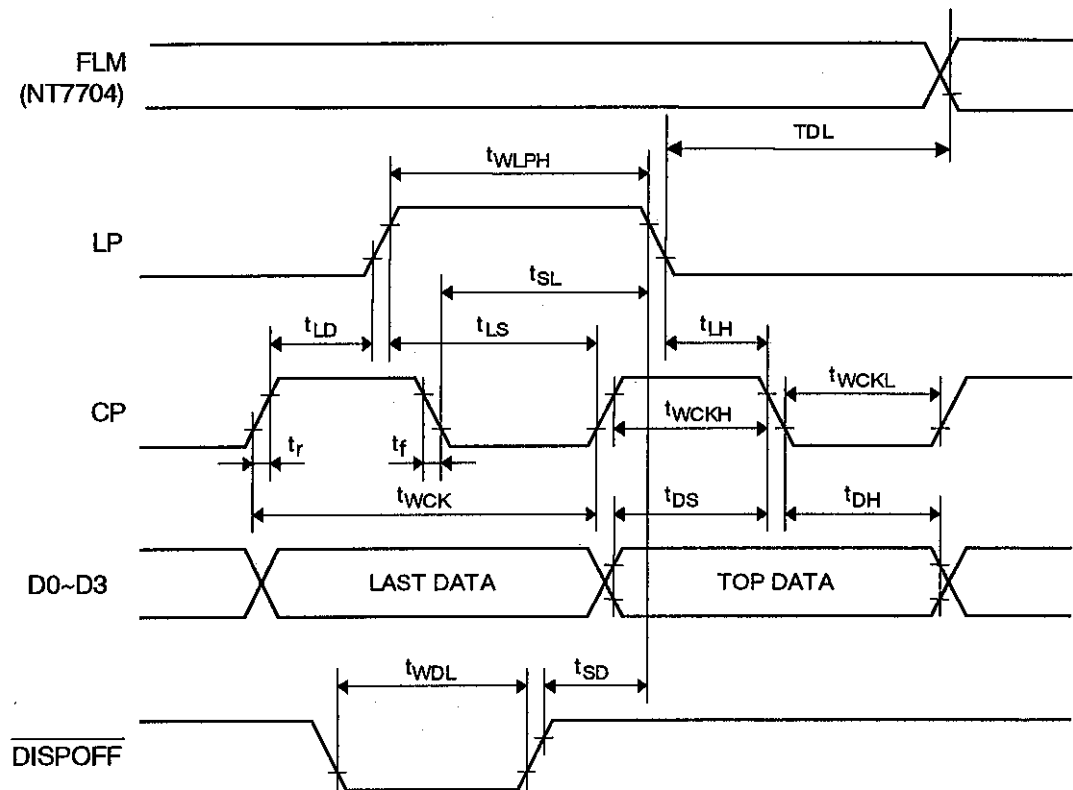 FLM
(NT7704)
TDL
tWLPH
LP
tSL
tLD
tLS
tLH
CP
tWCKL
tWCKH
tr
tf
tWCK
tDS
tDH
D0~D3
LAST DATA
TOP DATA
tWDL
tSD
DISPOFF